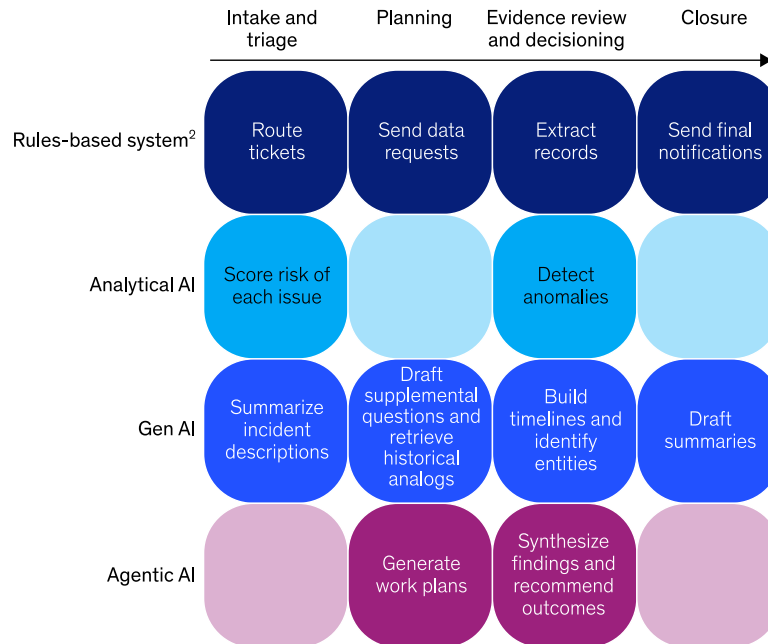 Intake and
triage
Planning
Evidence review
and decisioning
Closure
Rules-based system²
Route
tickets
Send data
requests
Extract
records
Send final
notifications
Analytical AI
Score risk of
each issue
Detect
anomalies
Gen AI
Summarize
incident
descriptions
Draft
supplemental
questions and
retrieve
historical
analogs
Build
timelines and
identify
entities
Draft
summaries
Agentic AI
Generate
work plans
Synthesize
findings and
recommend
outcomes